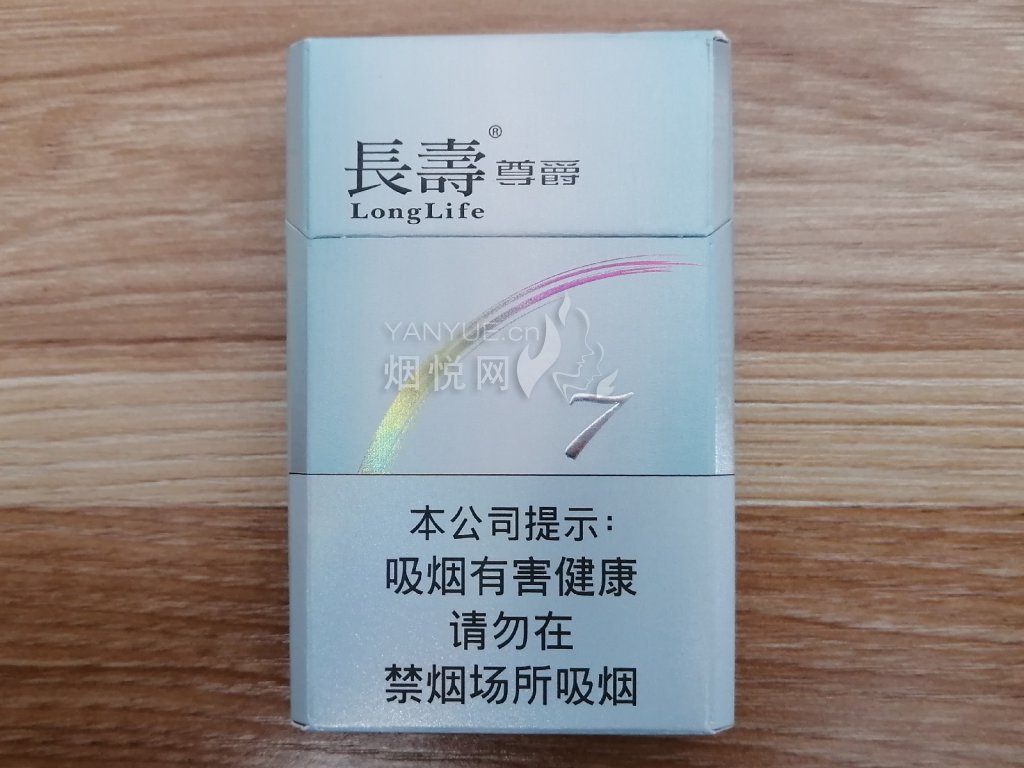 長壽® 尊爵
LongLife
YANYUE.cn
烟悦网
7
本公司提示：
吸烟有害健康
请勿在
禁烟场所吸烟